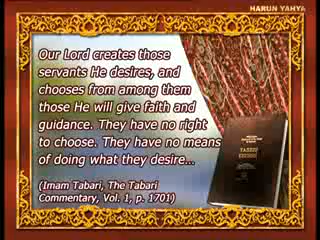 HARUN YAHYA
Our Lord creates those
servants He desires, and
chooses from among them
those He will give faith and
guidance. They have no right
to choose. They have no means
of doing what they desire...
(Imam Tabari, The Tabari
Commentary, Vol. 1, p. 1701)